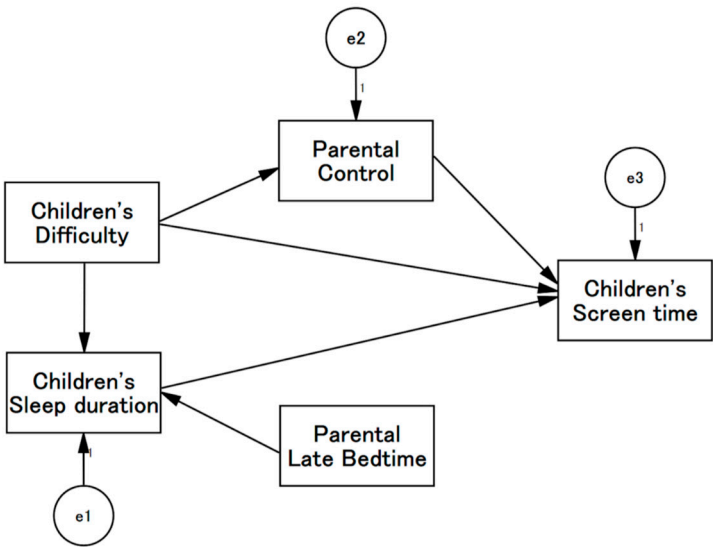 e2
1
Parental
Control
e3
1
Children's
Difficulty
Children's
Screen time
Children's
Sleep duration
Parental
Late Bedtime
1
e1